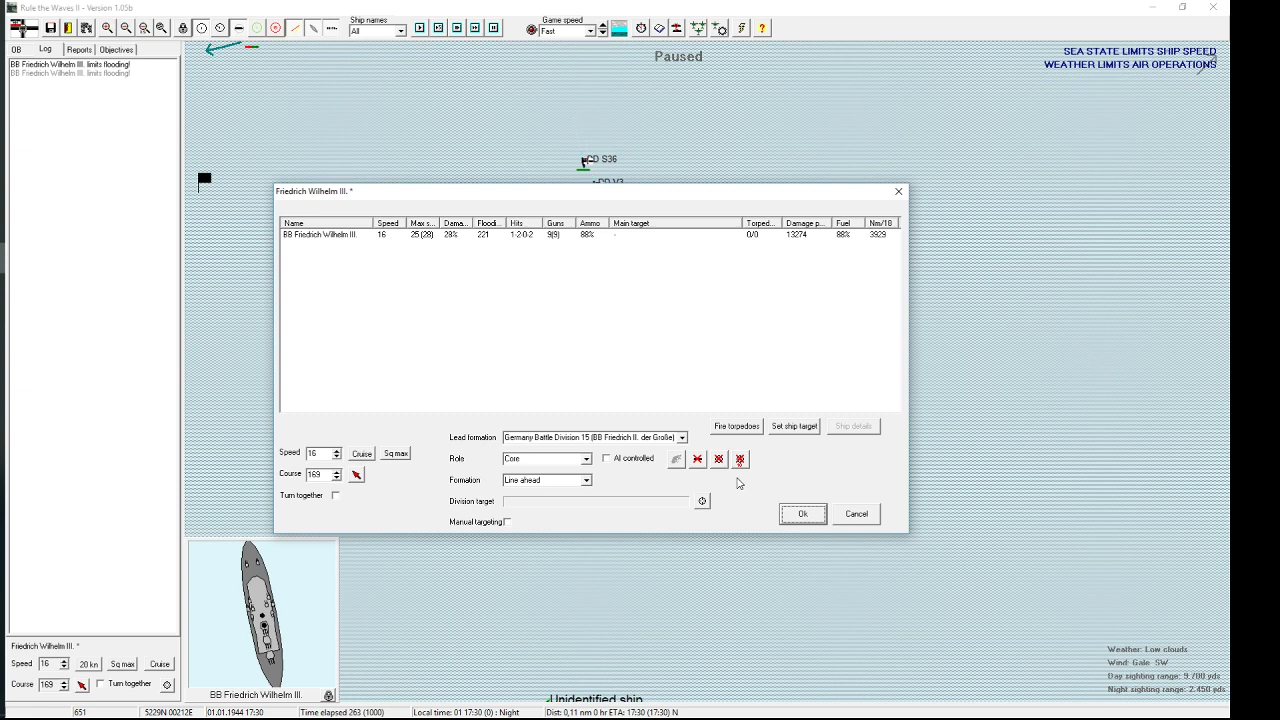 Rule the Waves II - Version 1.05b
Ship names
All
Game speed
Fast
OB Log Reports Objectives
BB Friedrich Wilhelm III. limits flooding!
BB Friedrich Wilhelm III. limits flooding!
Paused
SEA STATE LIMITS SHIP SPEED
WEATHER LIMITS AIR OPERATIONS
DD S36
DD V3
Friedrich Wilhelm III. *
Name Speed Max s... Dama... Floodi... Hits Guns Ammo Main target Torped... Damage p... Fuel Nm/18
BB Friedrich Wilhelm III. 16 25 (28) 28% 221 1-2-0-2 9(9) 88% - 0/0 13274 88% 3929
Fire torpedoes Set ship target Ship details
Lead formation Germany Battle Division 15 (BB Friedrich II. der Große)
Speed 16 Cruise Sq max
Role Core AI controlled
Course 169
Formation Line ahead
Turn together
Division target
Manual targeting
Ok Cancel
Friedrich Wilhelm III. *
Speed 16 20 kn Sq max Cruise
Course 169 Turn together
BB Friedrich Wilhelm III.
Unidentified ship
Weather: Low clouds
Wind: Gale SW
Day sighting range: 9.700 yds
Night sighting range: 2.450 yds
651 5229N 00212E 01.01.1944 17:30 Time elapsed 263 (1000) Local time: 01 17:30 (0) : Night Dist: 0,11 nm 0 hr ETA: 17:30 (17:30) N